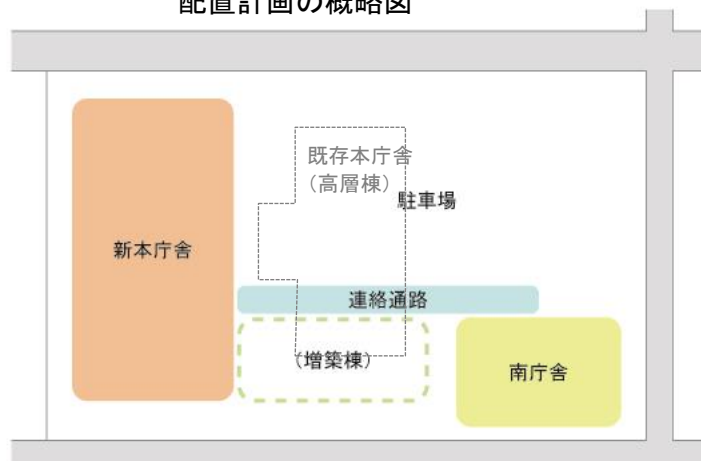 配置計画の概略図
既存本庁舎
（高層棟）
駐車場
新本庁舎
連絡通路
（増築棟）
南庁舎